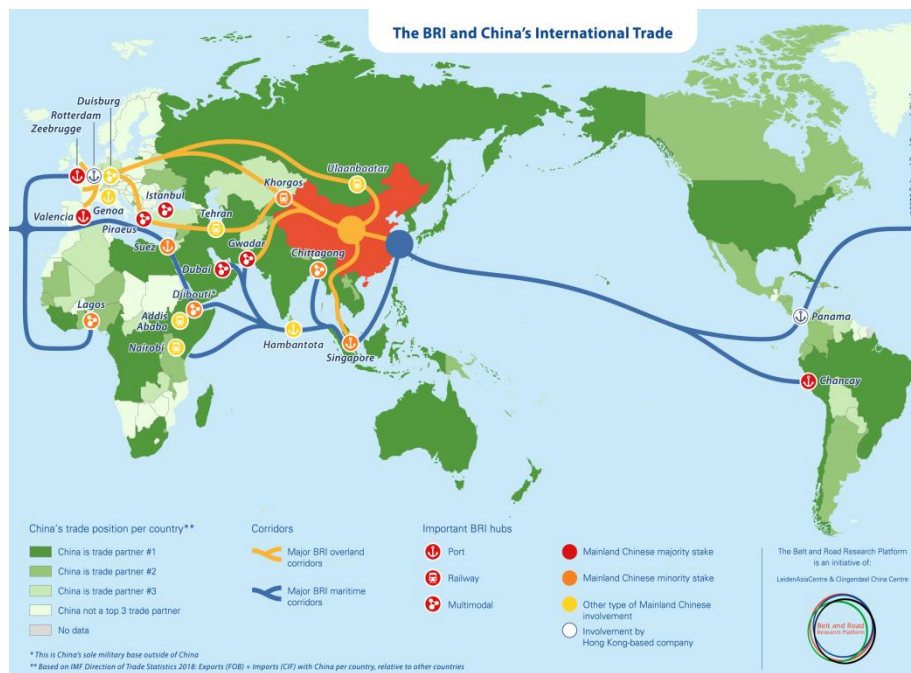 The BRI and China's International Trade
Duisburg
Rotterdam
Zeebrugge
Ulaanbaatar
Khorgos
Istanbul
Genoa
Valencia
Tehran
Piraeus
Gwadar
Suez
Chittagong
Dubai
Djibouti*
Lagos
Addis
Ababa
Panama
Nairobi
Hambantota
Singapore
Chancay
China's trade position per country**
China is trade partner #1
China is trade partner #2
China is trade partner #3
China not a top 3 trade partner
No data
Corridors
Major BRI overland
corridors
Major BRI maritime
corridors
Important BRI hubs
Port
Railway
Multimodal
Mainland Chinese majority stake
Mainland Chinese minority stake
Other type of Mainland Chinese
involvement
Involvement by
Hong Kong-based company
The Belt and Road Research Platform
is an initiative of:
LeidenAsiaCentre & Clingendael China Centre
Belt and Road
Research Platform
* This is China's sole military base outside of China
** Based on IMF Direction of Trade Statistics 2018: Exports (FOB) + Imports (CIF) with China per country, relative to other countries